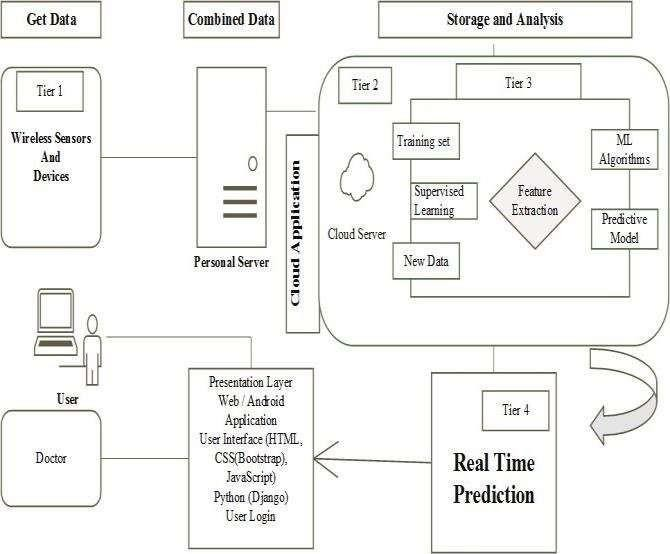 Get Data
Combined Data
Storage and Analysis
Tier 1
Wireless Sensors
And
Devices
Personal Server
Cloud Application
Tier 2
Cloud Server
Tier 3
Training set
Supervised
Learning
New Data
Feature
Extraction
ML
Algorithms
Predictive
Model
User
Doctor
Presentation Layer
Web / Android
Application
User Interface (HTML,
CSS(Bootstrap),
JavaScript)
Python (Django)
User Login
Tier 4
Real Time
Prediction